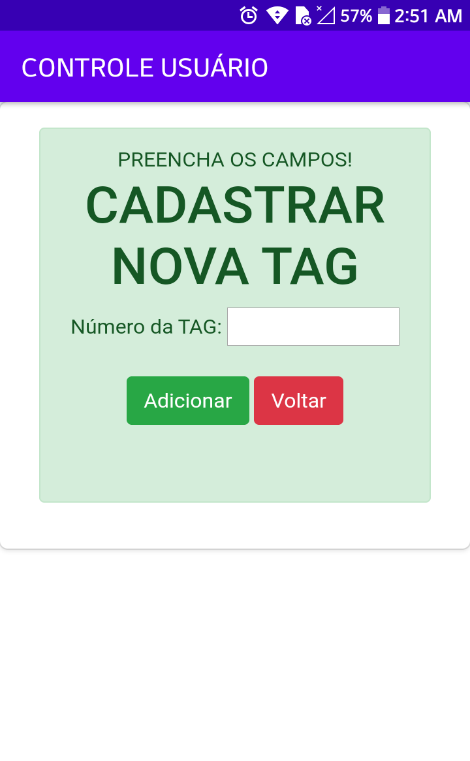 57% 2:51 AM
CONTROLE USUÁRIO
PREENCHA OS CAMPOS!
CADASTRAR
NOVA TAG
Número da TAG:
Adicionar Voltar